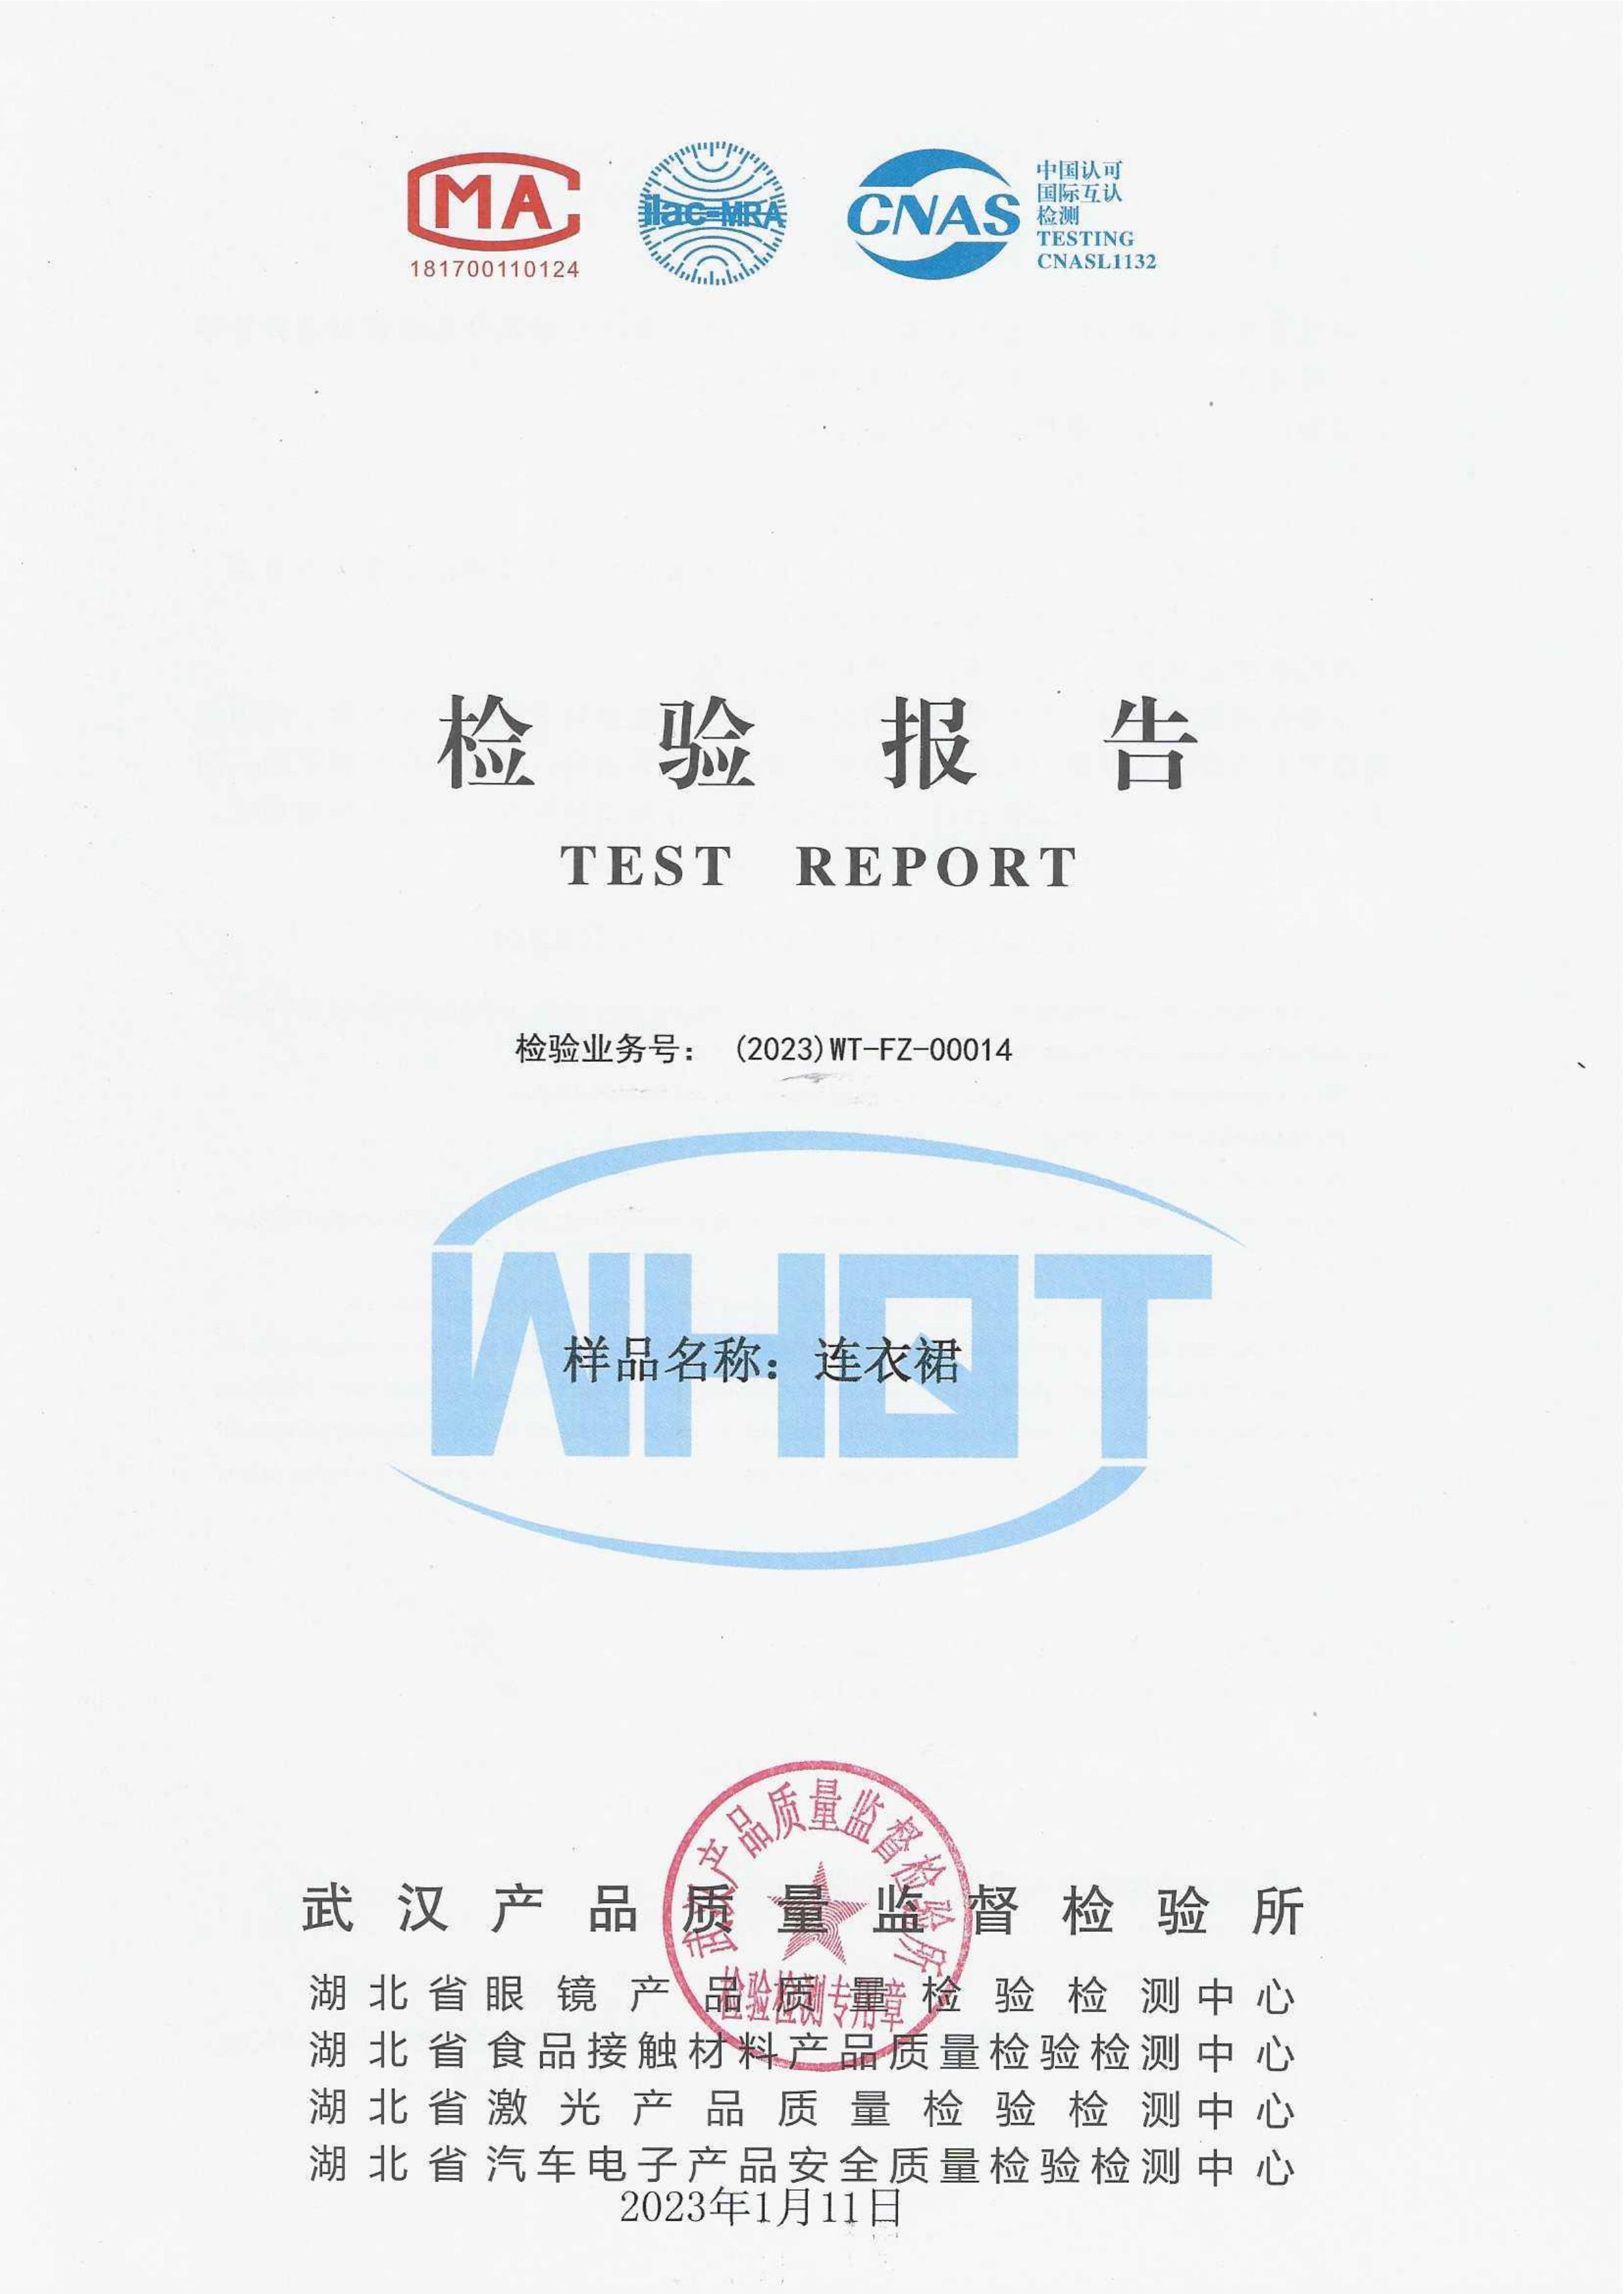 MA
181700110124
ilac-MRA
CNAS
中国认可
国际互认
检测
TESTING
CNASL1132
检验报告
TEST REPORT
检验业务号： (2023)WT-FZ-00014
WHQT
样品名称：连衣裙
武汉产品质量监督检验所
检验检测专用章
武汉产品质量监督检验所
湖北省眼镜产品质量检验检测中心
湖北省食品接触材料产品质量检验检测中心
湖北省激光产品质量检验检测中心
湖北省汽车电子产品安全质量检验检测中心
2023年1月11日